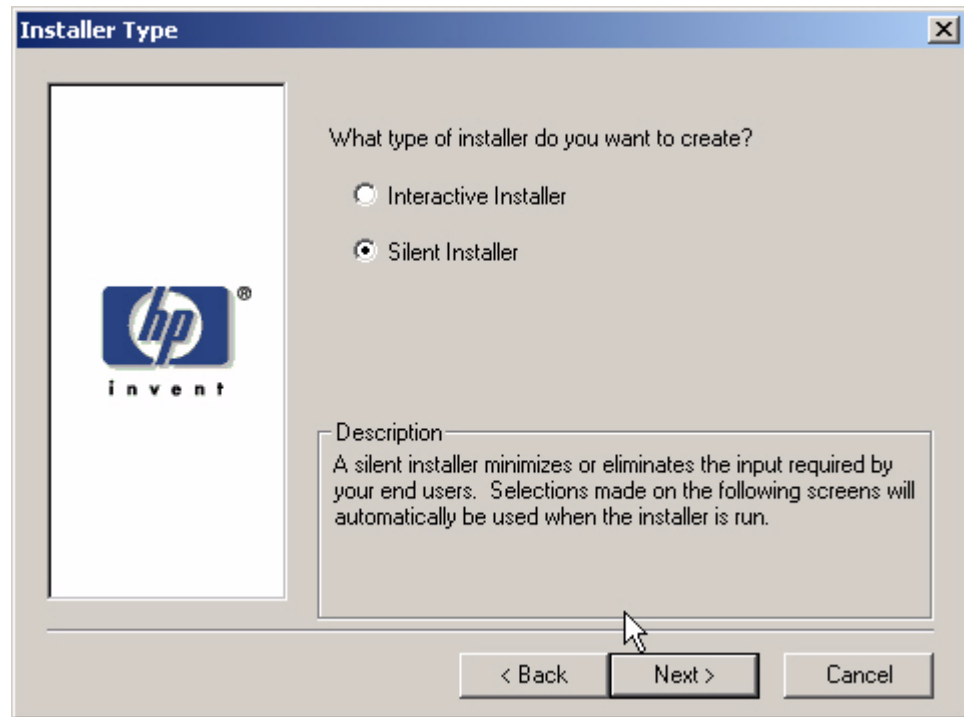 Installer Type
What type of installer do you want to create?
Interactive Installer
Silent Installer
hp
®
invent
Description
A silent installer minimizes or eliminates the input required by
your end users.  Selections made on the following screens will
automatically be used when the installer is run.
< Back
Next >
Cancel